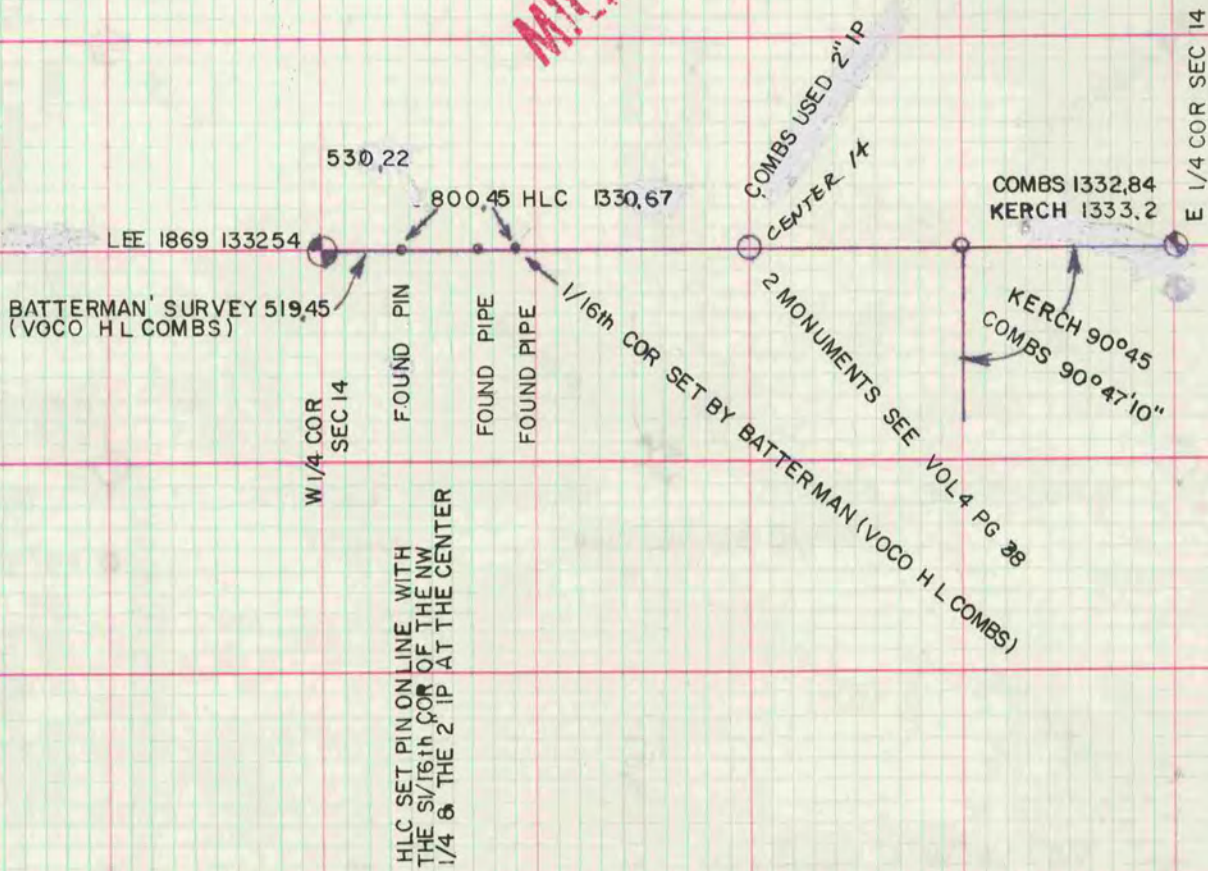 COMBS USED 2" IP
CENTER 14
E 1/4 COR SEC 14
530,22
800,45 HLC 1330,67
COMBS 1332,84
KERCH 1333.2
LEE 1869 133254
BATTERMAN' SURVEY 519,45
(VOCO H L COMBS)
W1/4 COR
SEC 14
FOUND PIN
FOUND PIPE
FOUND PIPE
1/16th COR SET BY BATTERMAN (VOCO H L COMBS)
2 MONUMENTS SEE VOL 4 PG 38
KERCH 90°45
COMBS 90°47'10"
HLC SET PIN ON LINE WITH
THE S1/16th COR OF THE NW
1/4 & THE 2" IP AT THE CENTER